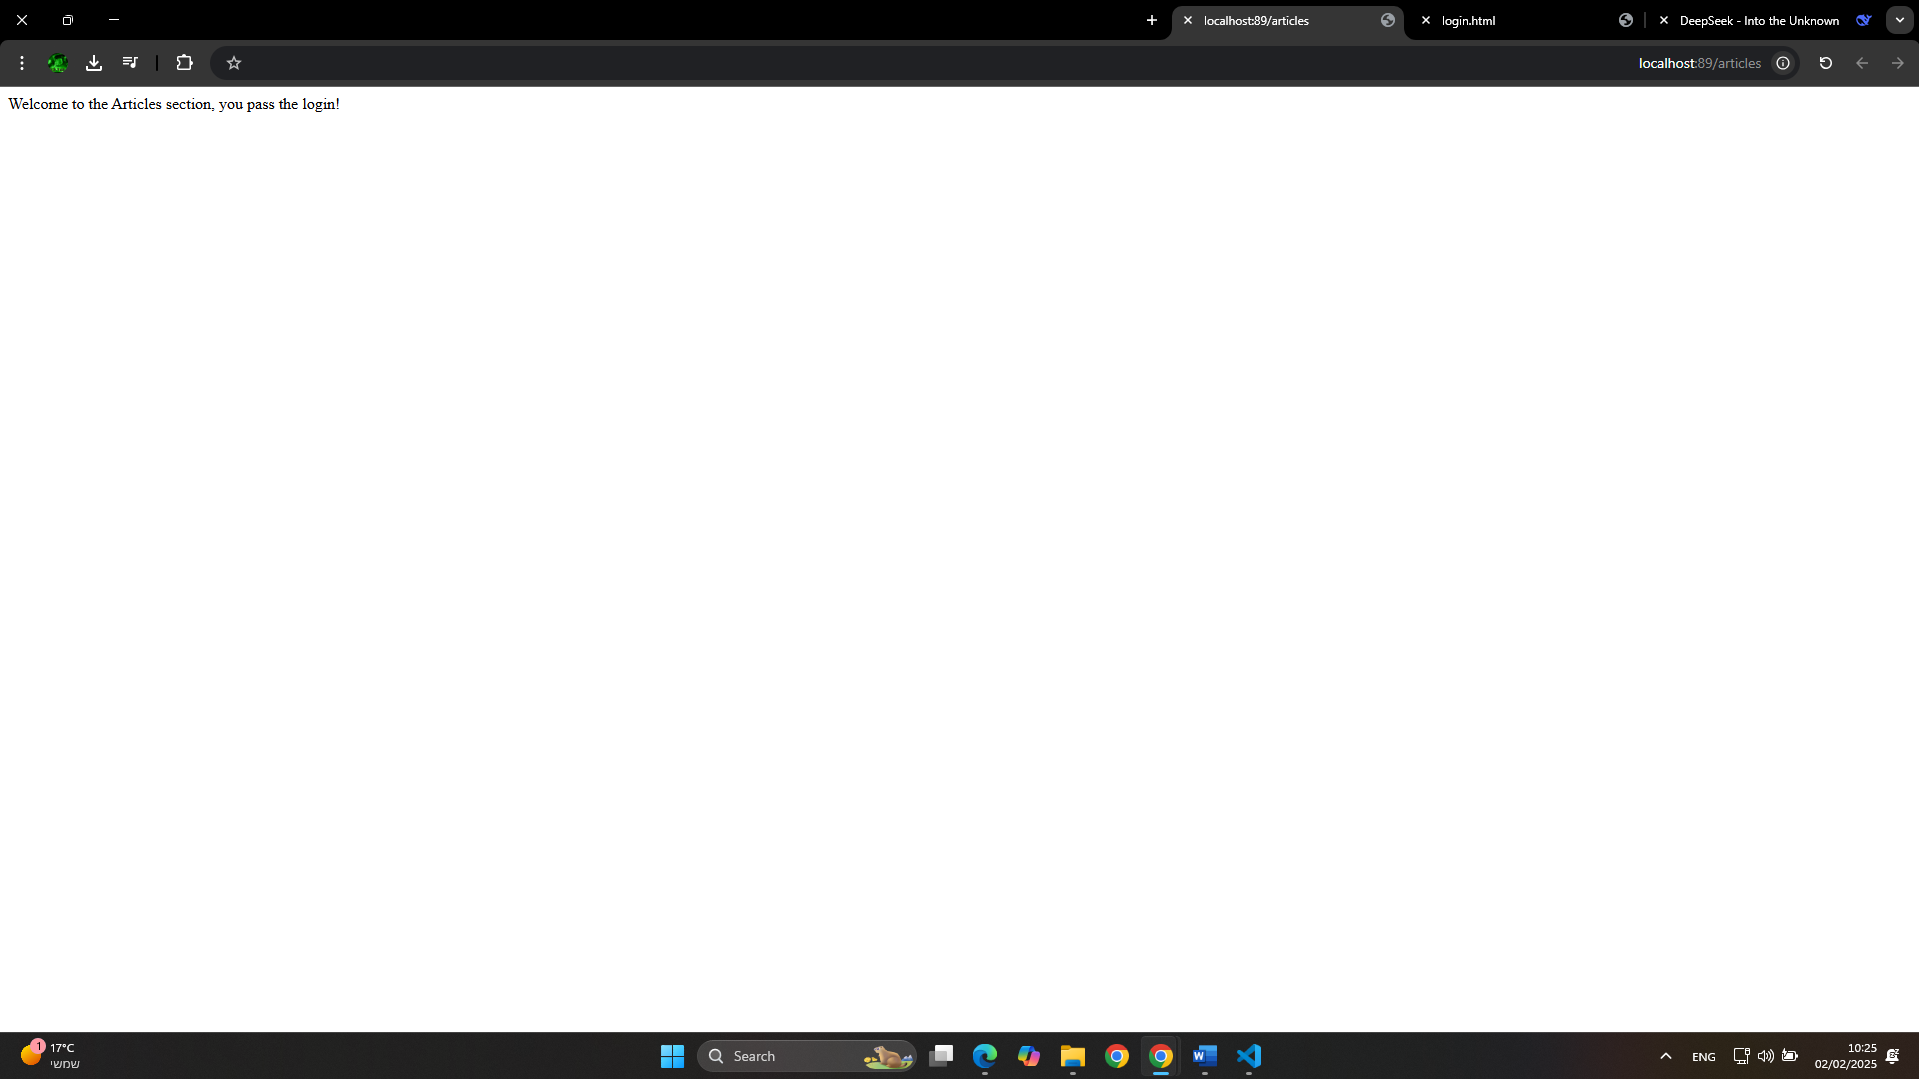 localhost:89/articles
login.html
DeepSeek - Into the Unknown
localhost:89/articles
Welcome to the Articles section, you pass the login!
1
17°C
שמשי
Search
ENG
10:25
02/02/2025